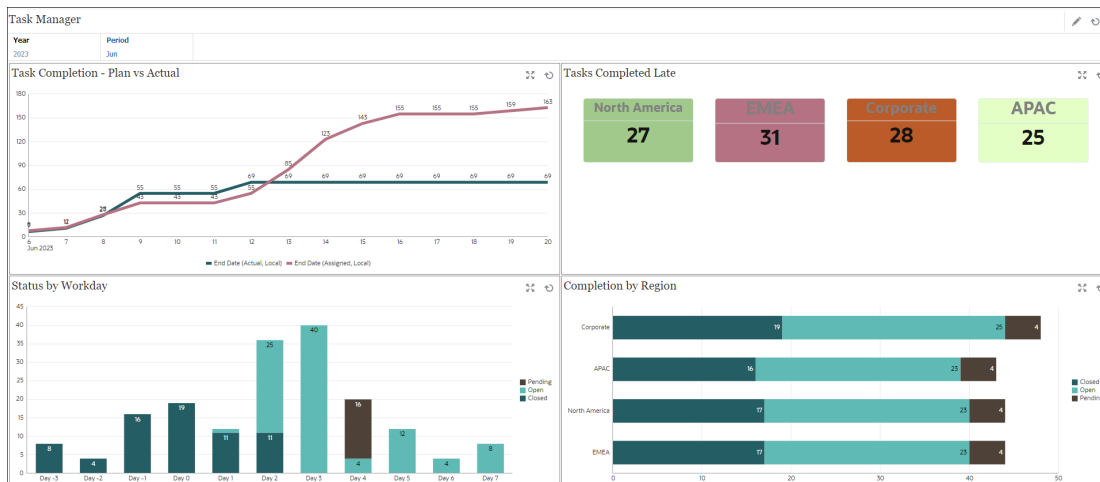 Task Manager
Year Period
2023 Jun
Task Completion - Plan vs Actual
180
150
120
90
60
30
0
12 55 55 55 69 69 69 69 69 69 69 69 69
43 43 43 55 85 123 143 155 155 155 159 163
6 7 8 9 10 11 12 13 14 15 16 17 18 19 20
Jun 2023
End Date (Actual, Local) End Date (Assigned, Local)
Tasks Completed Late
North America EMEA Corporate APAC
27 31 28 25
Status by Workday
45
40
35
30
25
20
15
10
5
0
8 4 16 19 11 11 25 40 4 16 12 4 8
Day -3 Day -2 Day -1 Day 0 Day 1 Day 2 Day 3 Day 4 Day 5 Day 6 Day 7
Pending
Open
Closed
Completion by Region
Corporate 19 25 4
APAC 16 23 4
North America 17 23 4
EMEA 17 23 4
0 10 20 30 40 50
Closed
Open
Pending